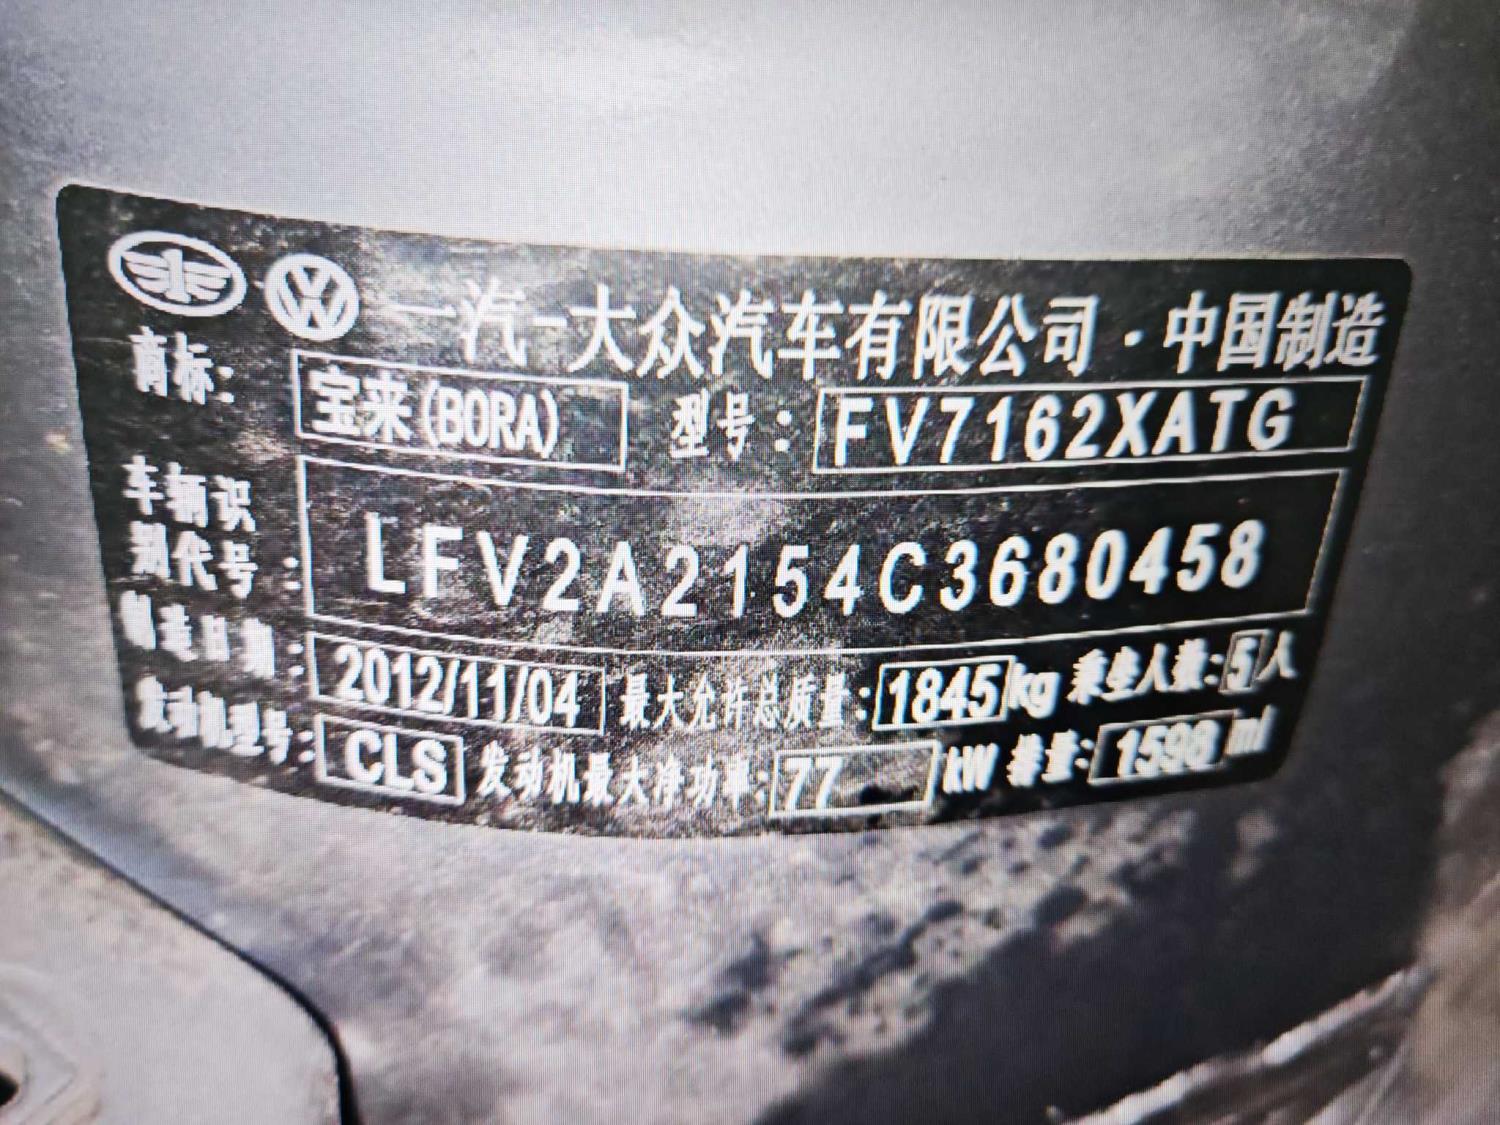 一汽-大众汽车有限公司·中国制造
商标: 宝来(BORA) 型号: FV7162XATG
车辆识别代号: LFV2A2154C3680458
制造日期: 2012/11/04 最大允许总质量: 1845kg 乘坐人数: 5人
发动机型号: CLS 发动机最大净功率: 77 kW 排量: 1598 ml